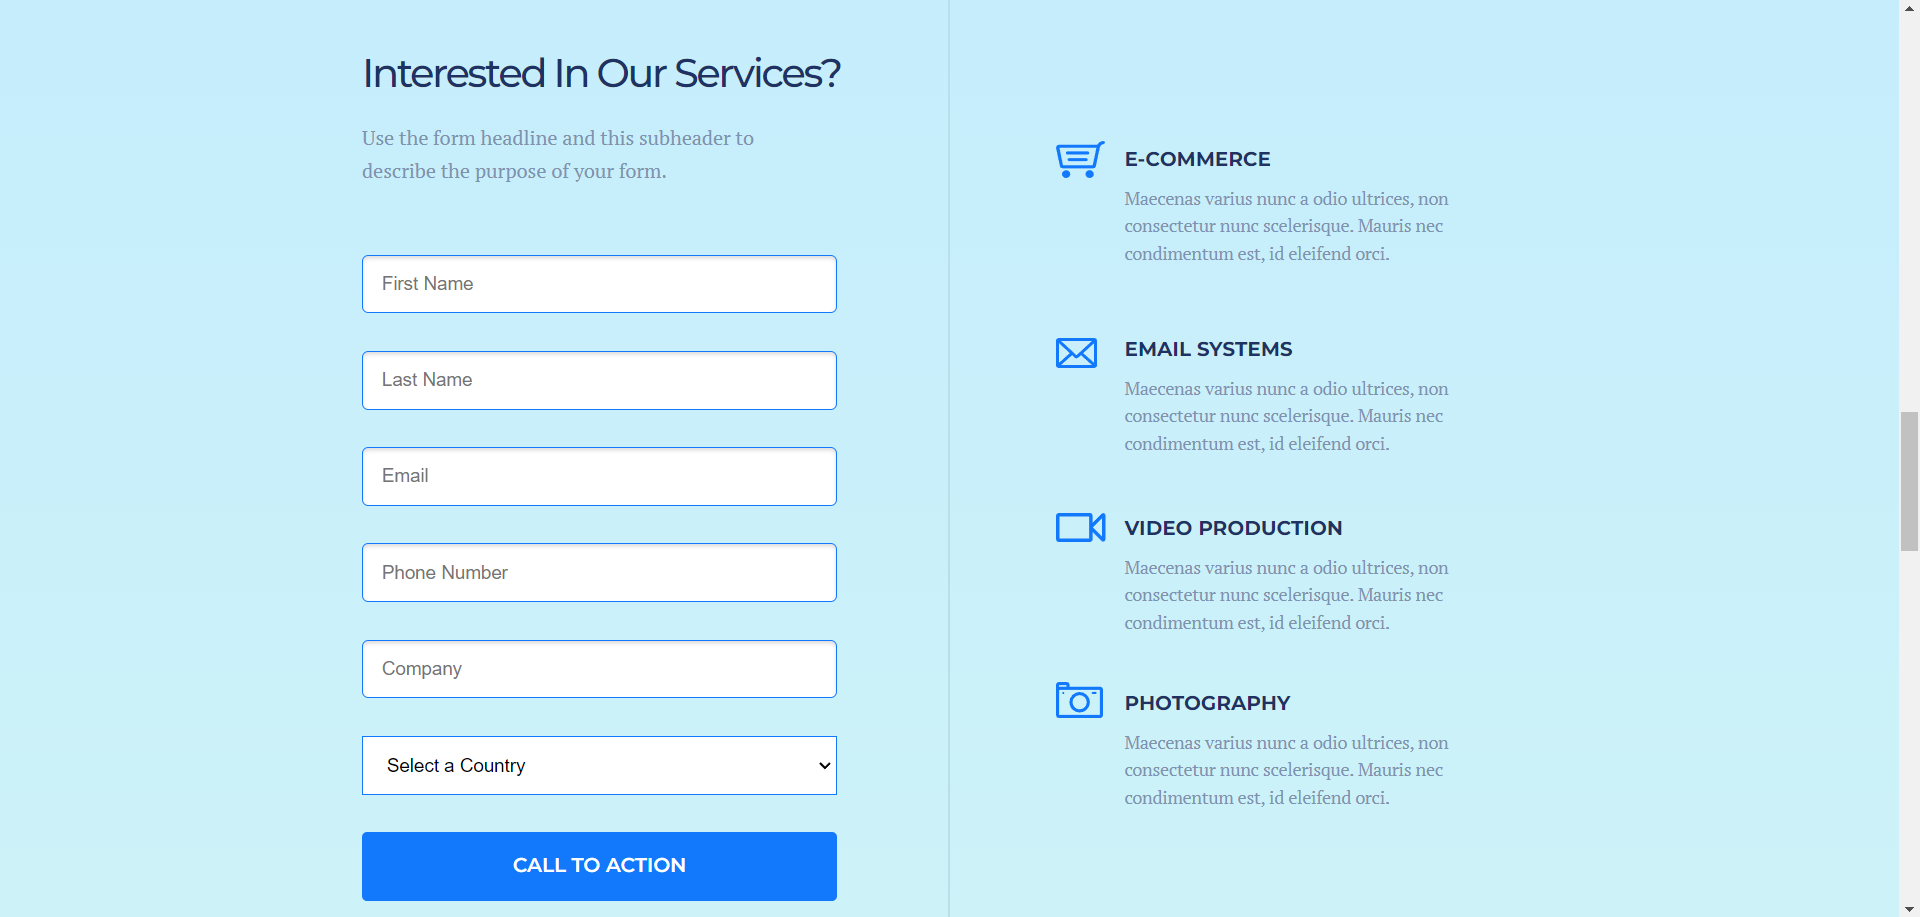 Interested In Our Services?
Use the form headline and this subheader to
describe the purpose of your form.
First Name
Last Name
Email
Phone Number
Company
Select a Country
CALL TO ACTION
E-COMMERCE
Maecenas varius nunc a odio ultrices, non
consectetur nunc scelerisque. Mauris nec
condimentum est, id eleifend orci.
EMAIL SYSTEMS
Maecenas varius nunc a odio ultrices, non
consectetur nunc scelerisque. Mauris nec
condimentum est, id eleifend orci.
VIDEO PRODUCTION
Maecenas varius nunc a odio ultrices, non
consectetur nunc scelerisque. Mauris nec
condimentum est, id eleifend orci.
PHOTOGRAPHY
Maecenas varius nunc a odio ultrices, non
consectetur nunc scelerisque. Mauris nec
condimentum est, id eleifend orci.